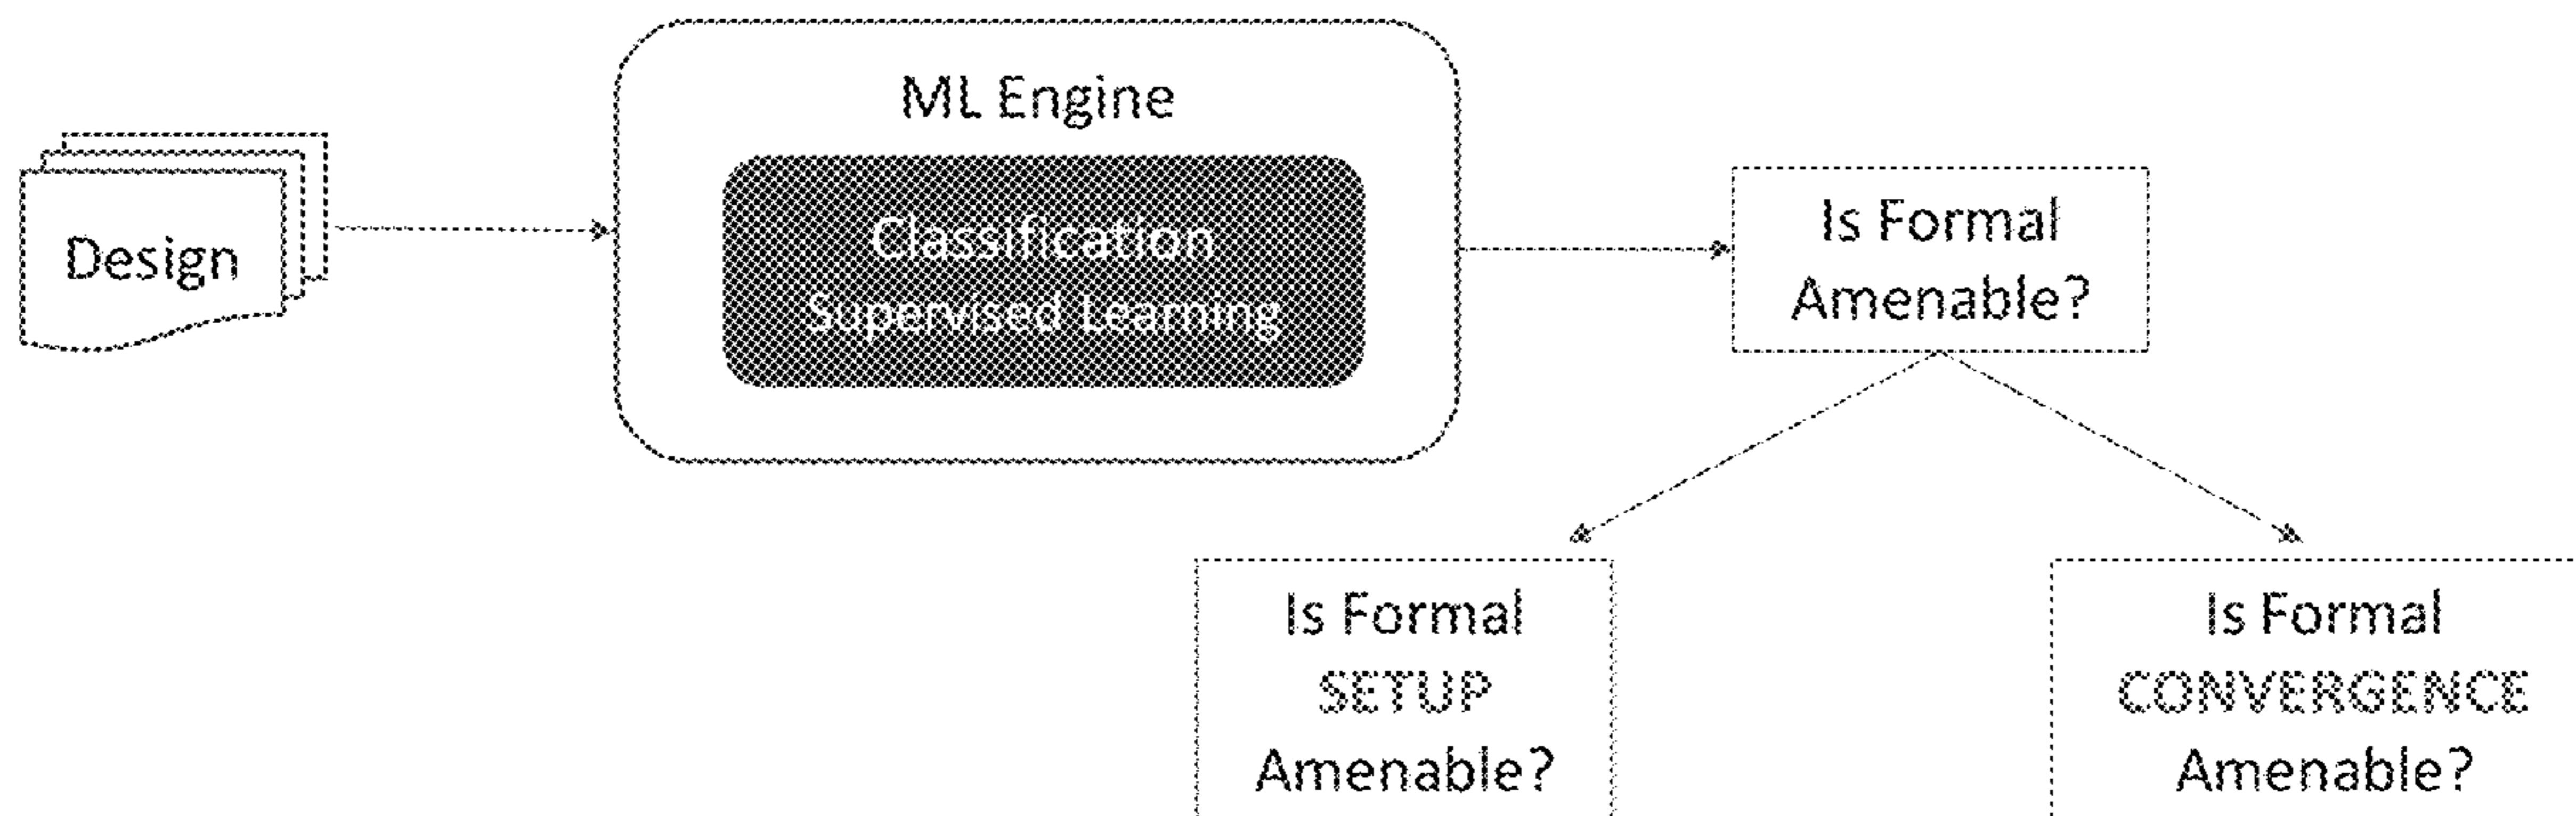 ML Engine
Design
Classification
Supervised Learning
Is Formal
Amenable?
Is Formal
SETUP
Amenable?
Is Formal
CONVERGENCE
Amenable?